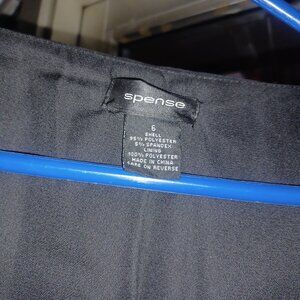 spense
6
SHELL
95% POLYESTER
5% SPANDEX
LINING
100% POLYESTER
MADE IN CHINA
CARE ON REVERSE